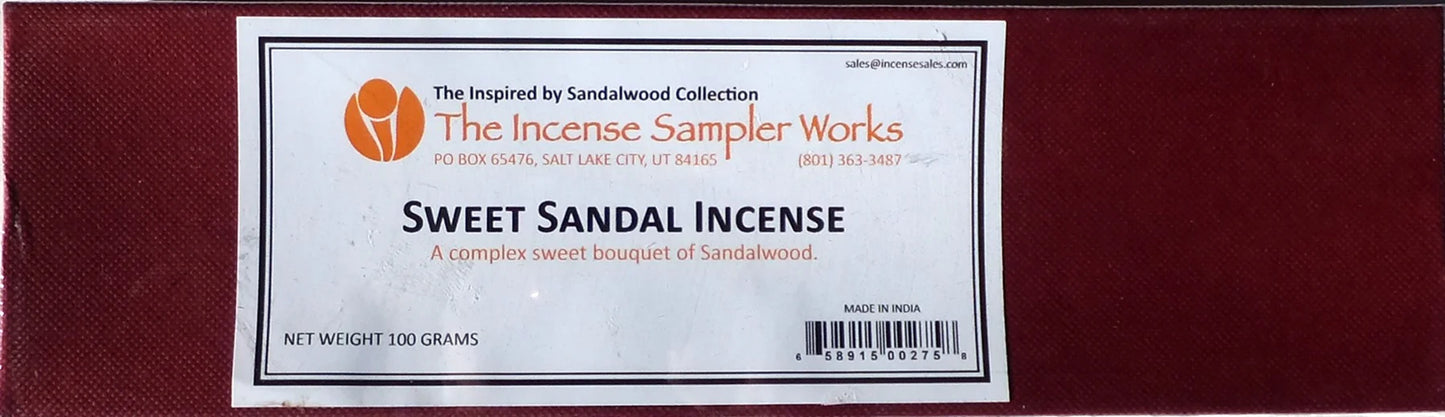 sales@incensesales.com
The Inspired by Sandalwood Collection
The Incense Sampler Works
PO BOX 65476, SALT LAKE CITY, UT 84165 (801) 363-3487
SWEET SANDAL INCENSE
A complex sweet bouquet of Sandalwood.
MADE IN INDIA
NET WEIGHT 100 GRAMS
6 58915 00275 8